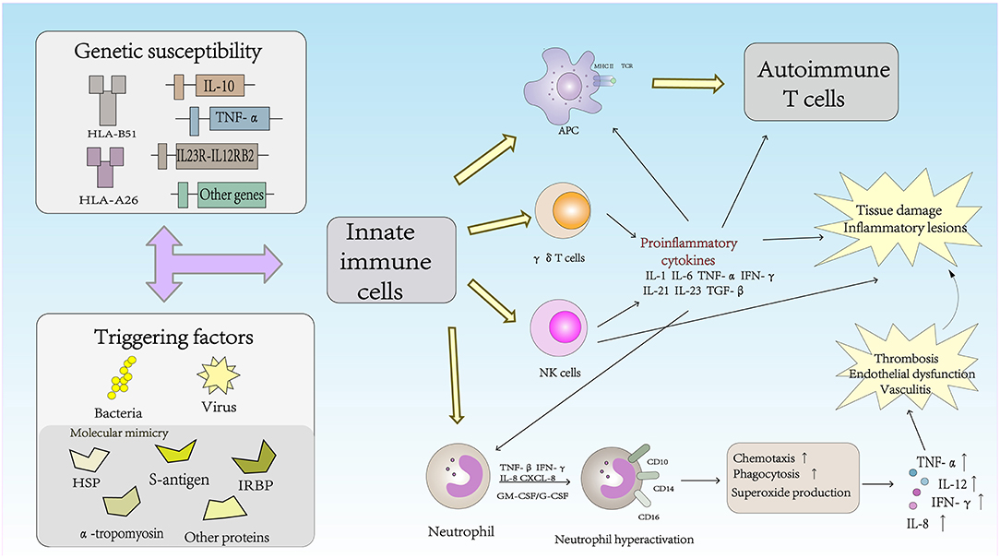 Genetic susceptibility
HLA-B51
HLA-A26
IL-10
TNF- α
IL23R-IL12RB2
Other genes
Triggering factors
Bacteria
Virus
Molecular mimicry
HSP
S-antigen
IRBP
α -tropomyosin
Other proteins
Innate
immune
cells
MHC II
TCR
APC
Autoimmune
T cells
γ δ T cells
NK cells
Proinflammatory
cytokines
IL-1 IL-6 TNF- α IFN- γ
IL-21 IL-23 TGF- β
Tissue damage
Inflammatory lesions
Thrombosis
Endothelial dysfunction
Vasculitis
Neutrophil
TNF- β IFN- γ
IL-8 CXCL-8
GM-CSF/G-CSF
CD10
CD14
CD16
Neutrophil hyperactivation
Chemotaxis ↑
Phagocytosis ↑
Superoxide production
TNF- α ↑
IL-12 ↑
IFN- γ ↑
IL-8 ↑